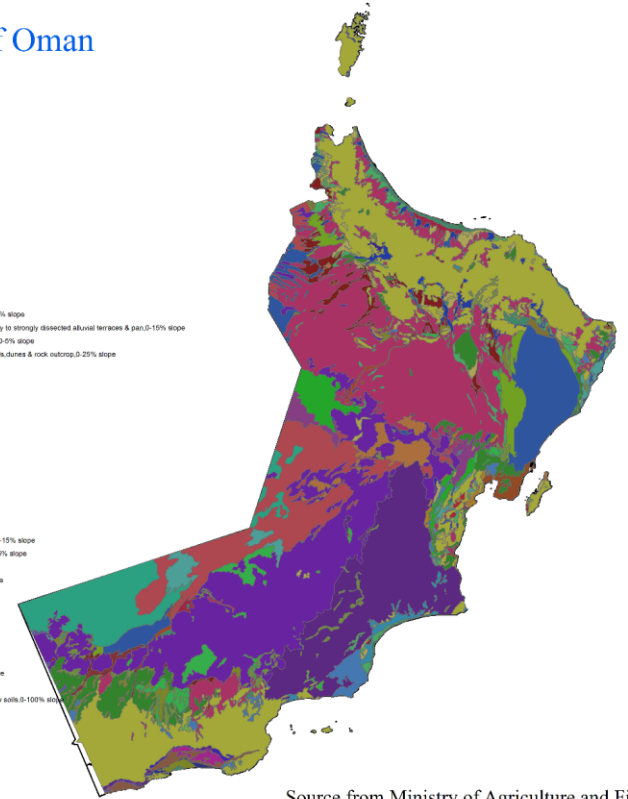 f Oman
% slope
y to strongly dissected alluvial terraces & pan,0-15% slope
0-5% slope
s,dunes & rock outcrop,0-25% slope
-15% slope
% slope
y soils,0-100% slope
Source from Ministry of Agriculture and Fi